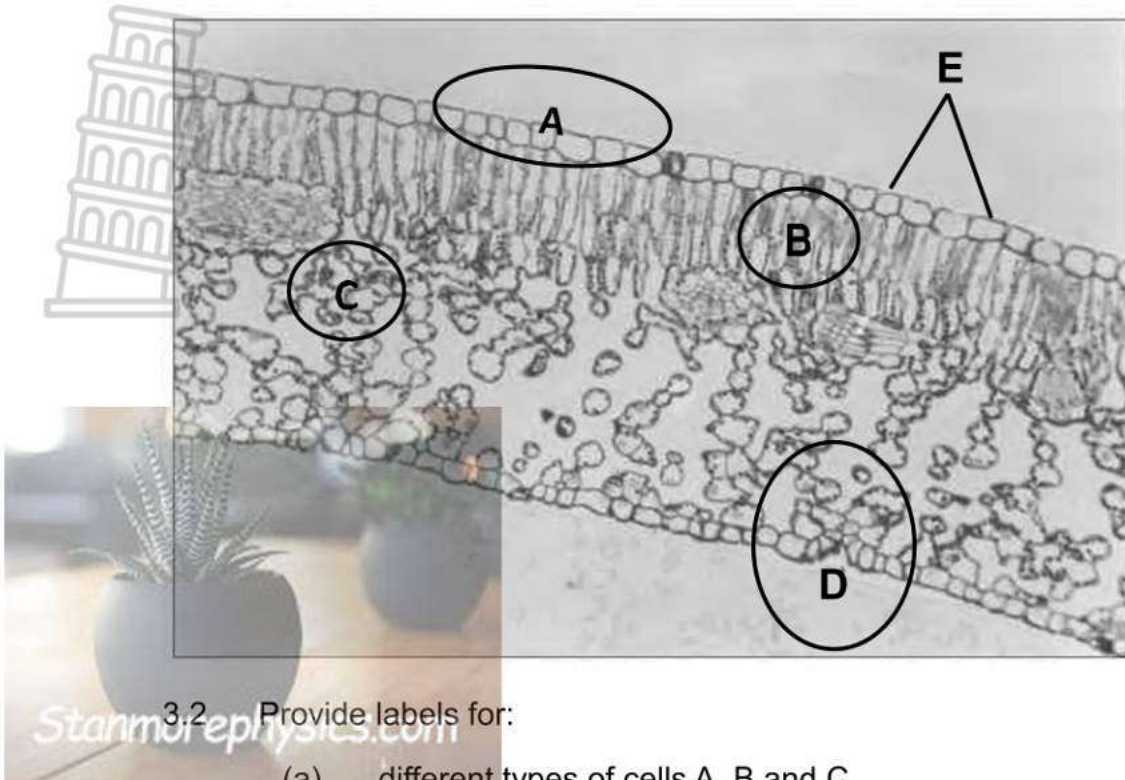 E
A
B
C
D
3.2 Provide labels for:
Stanmorephysics.com
(a) different types of cells A, B and C